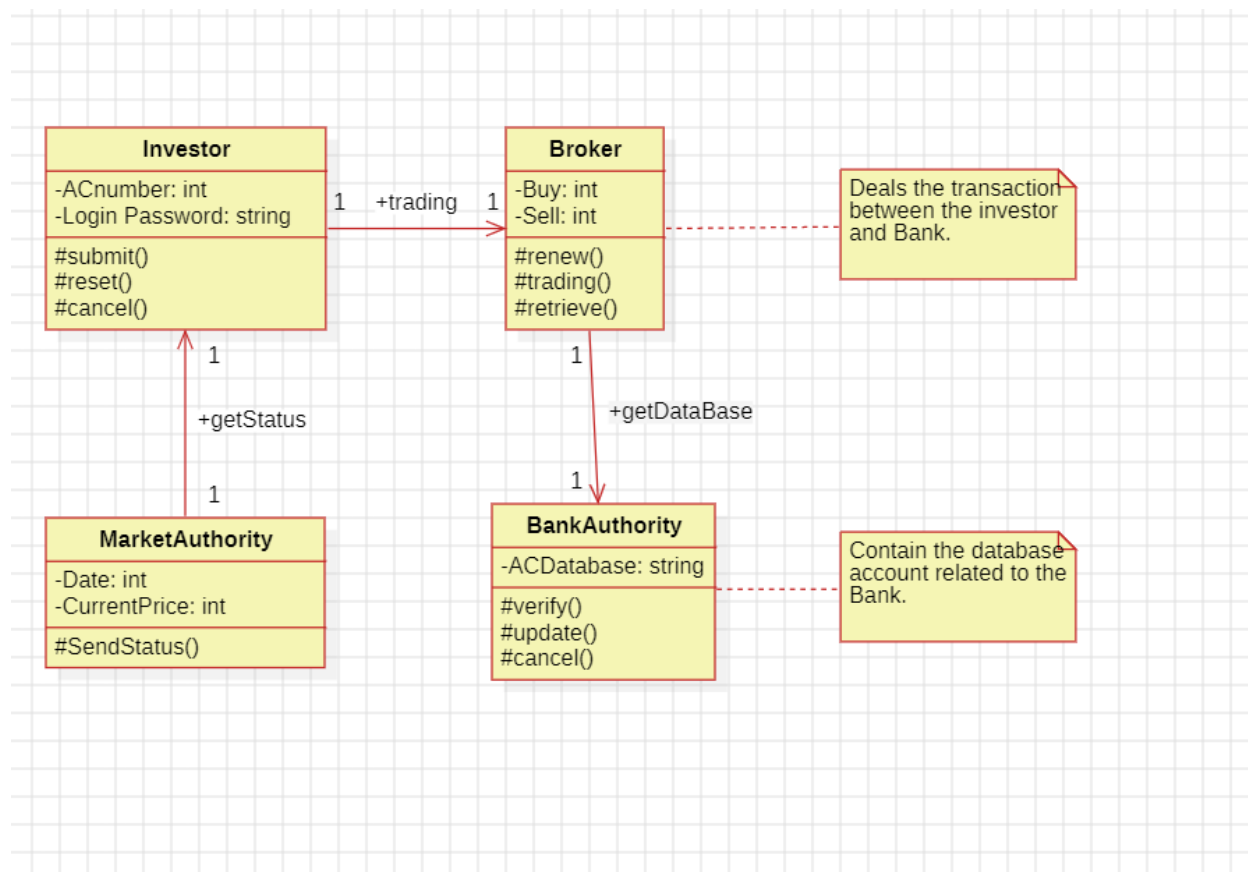 Investor
-ACnumber: int
-Login Password: string
#submit()
#reset()
#cancel()
1
+trading
1
Broker
-Buy: int
-Sell: int
#renew()
#trading()
#retrieve()
Deals the transaction
between the investor
and Bank.
1
+getStatus
1
1
+getDataBase
1
MarketAuthority
-Date: int
-CurrentPrice: int
#SendStatus()
BankAuthority
-ACDatabase: string
#verify()
#update()
#cancel()
Contain the database
account related to the
Bank.